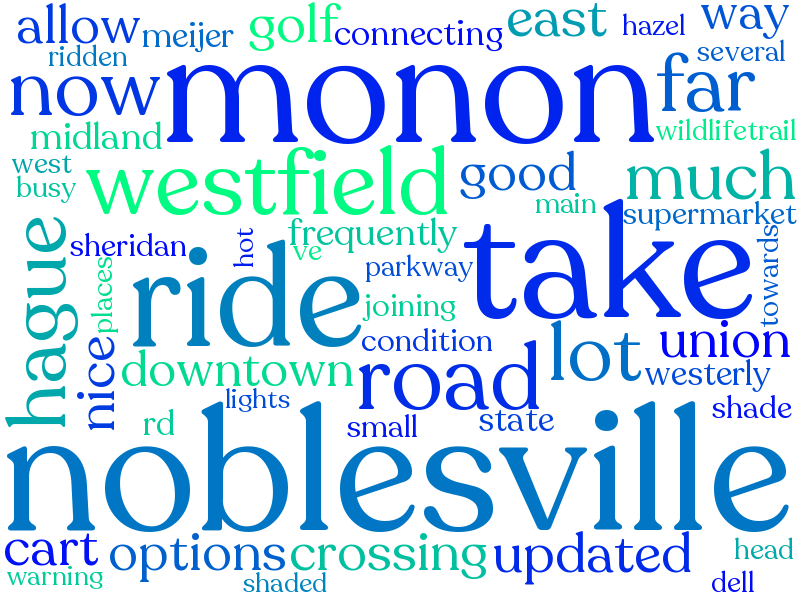 allow meijer golf connecting east hazel way
ridden several
now monon far
midland wildlifetrail
west westfield good much
busy main supermarket
hague sheridan hot frequently take towards
ve
places ride parkway
joining
nice condition lot union
downtown road westerly
lights shade
rd small state
noblesville
cart options crossing updated head
warning shaded dell